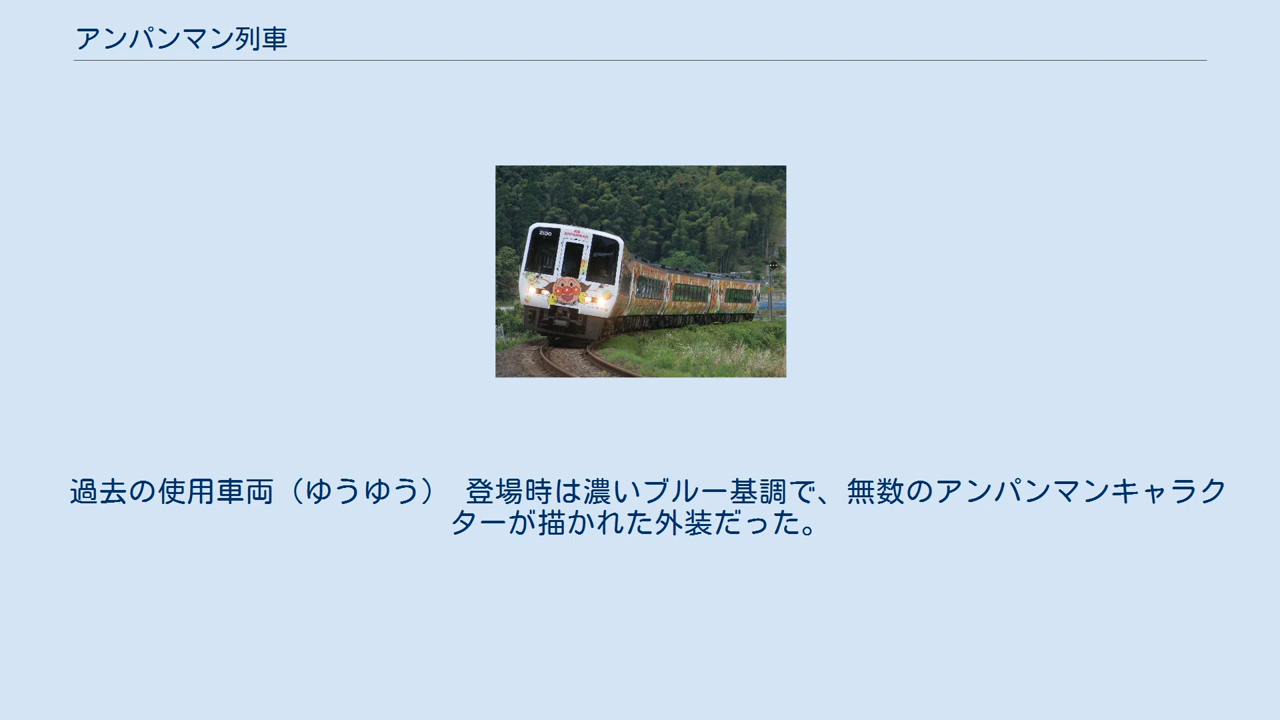 アンパンマン列車
2130
過去の使用車両（ゆうゆう）　登場時は濃いブルー基調で、無数のアンパンマンキャラク
ターが描かれた外装だった。